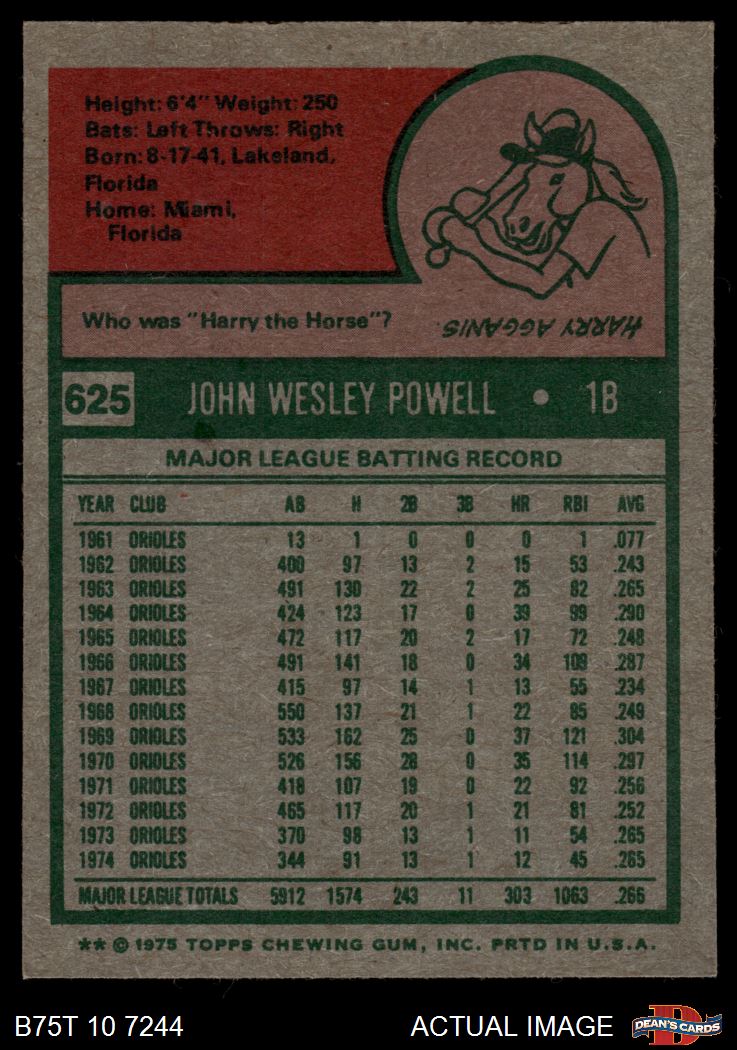 Height: 6'4" Weight: 250
Bats: Left Throws: Right
Born: 8-17-41, Lakeland,
Florida
Home: Miami,
Florida
Who was "Harry the Horse"?
HARRY AGGANIS.
625 JOHN WESLEY POWELL • 1B
MAJOR LEAGUE BATTING RECORD
YEAR CLUB AB H 2B 3B HR RBI AVG
1961 ORIOLES 13 1 0 0 0 1 .077
1962 ORIOLES 400 97 13 2 15 53 .243
1963 ORIOLES 491 130 22 2 25 82 .265
1964 ORIOLES 424 123 17 0 39 99 .290
1965 ORIOLES 472 117 20 2 17 72 .248
1966 ORIOLES 491 141 18 0 34 109 .287
1967 ORIOLES 415 97 14 1 13 55 .234
1968 ORIOLES 550 137 21 1 22 85 .249
1969 ORIOLES 533 162 25 0 37 121 .304
1970 ORIOLES 526 156 28 0 35 114 .297
1971 ORIOLES 418 107 19 0 22 92 .256
1972 ORIOLES 465 117 20 1 21 81 .252
1973 ORIOLES 370 98 13 1 11 54 .265
1974 ORIOLES 344 91 13 1 12 45 .265
MAJOR LEAGUE TOTALS 5912 1574 243 11 303 1063 .266
** © 1975 TOPPS CHEWING GUM, INC. PRTD IN U.S.A.
B75T 10 7244 ACTUAL IMAGE DEAN'S CARDS